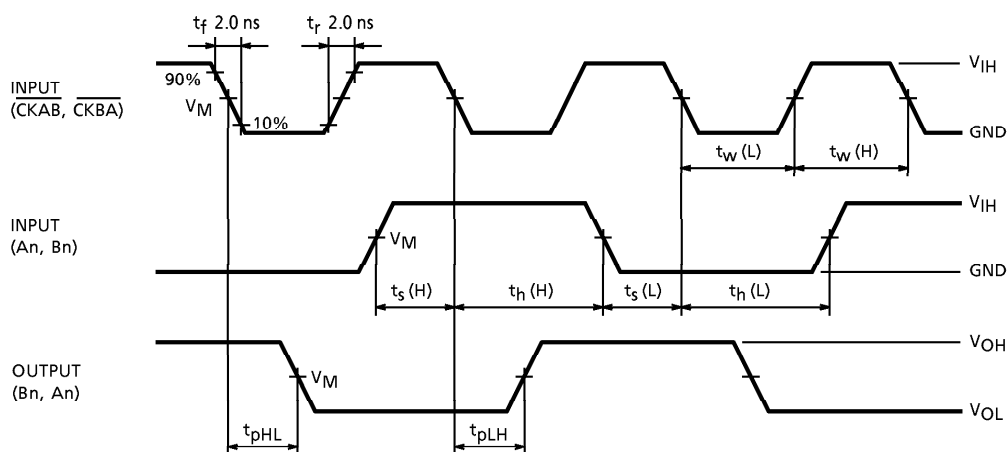 tf 2.0 ns
tr 2.0 ns
INPUT
(CKAB, CKBA)
90%
VM
10%
VIH
GND
tw (L)
tw (H)
INPUT
(An, Bn)
VM
VIH
GND
ts (H)
th (H)
ts (L)
th (L)
OUTPUT
(Bn, An)
VM
VOH
VOL
tpHL
tpLH